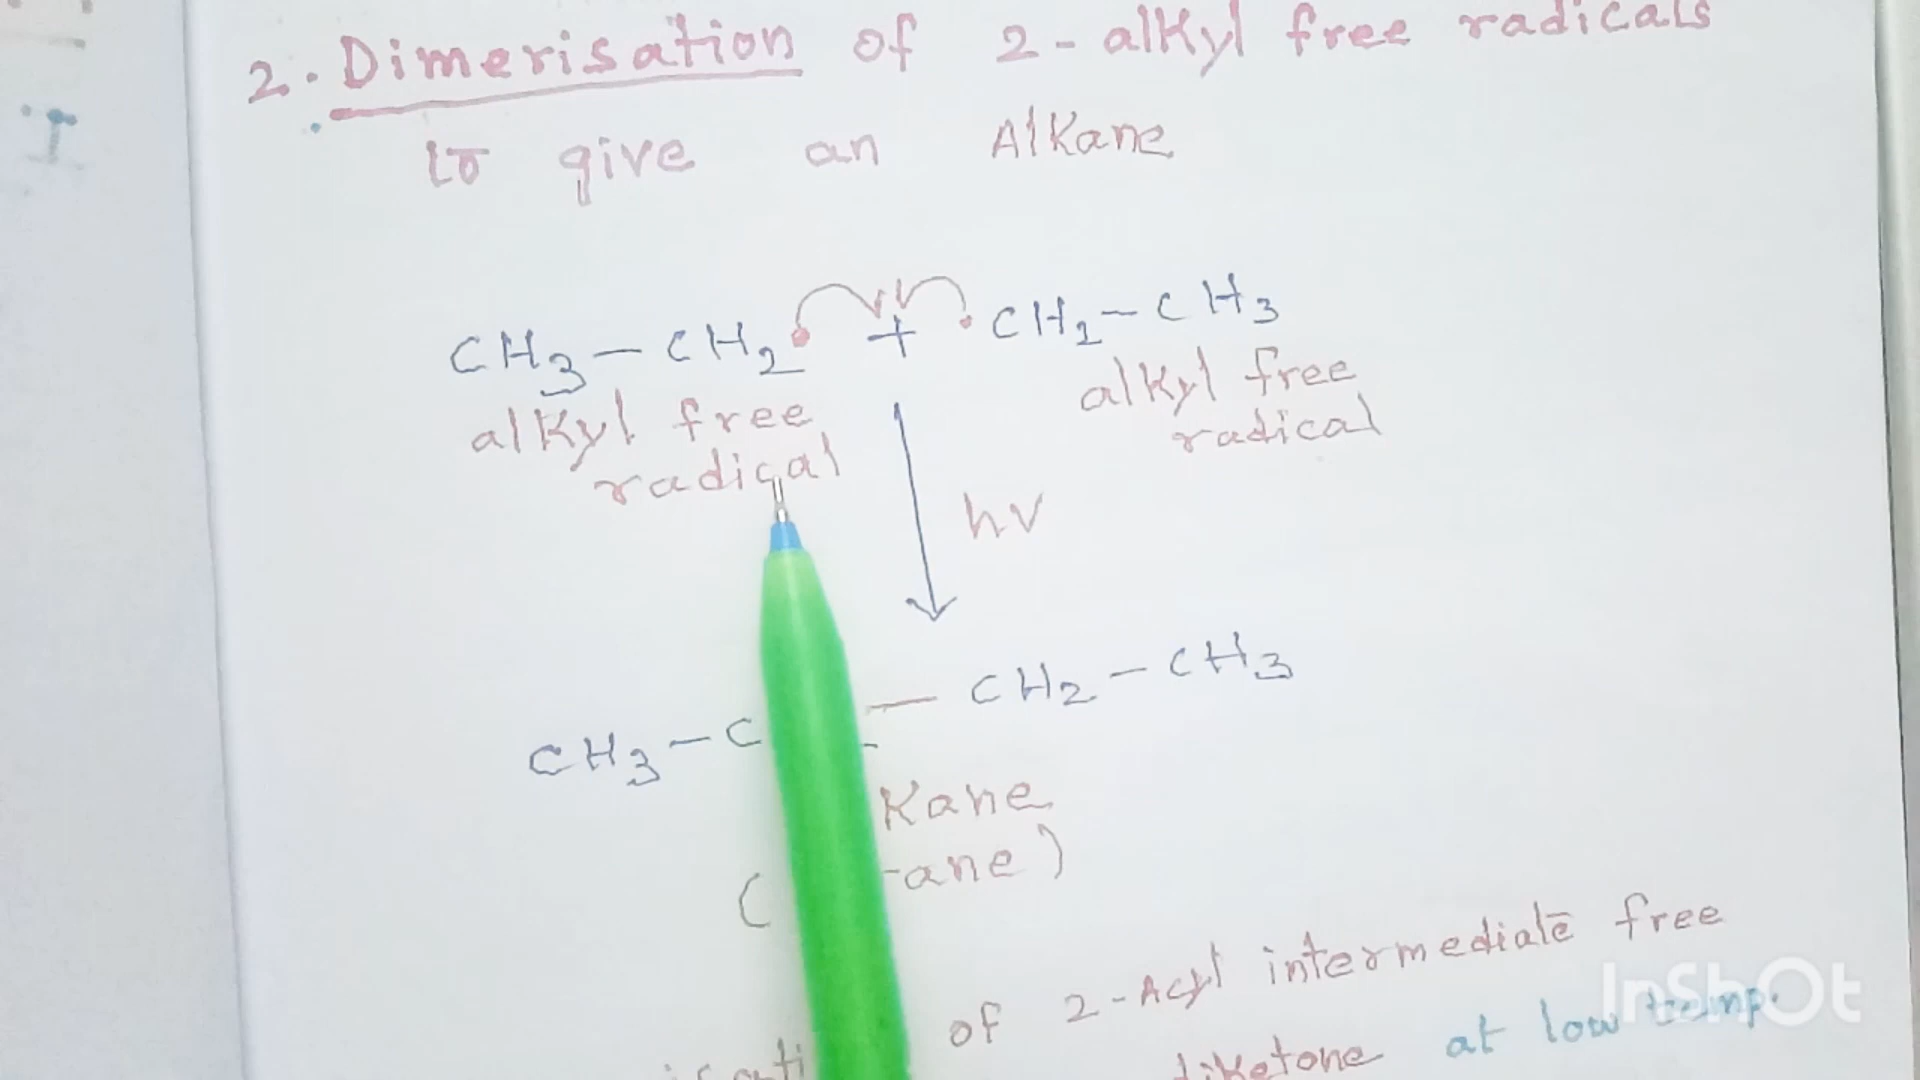 2. Dimerisation of 2-alkyl free radicals
to give an Alkane
CH3 - CH2• + •CH2 - CH3
alkyl free radical
alkyl free radical
hν
CH3 - C — CH2 - CH3
Kane
( ane)
of 2-Acyl intermediate free
diketone at low temp.
InShOt